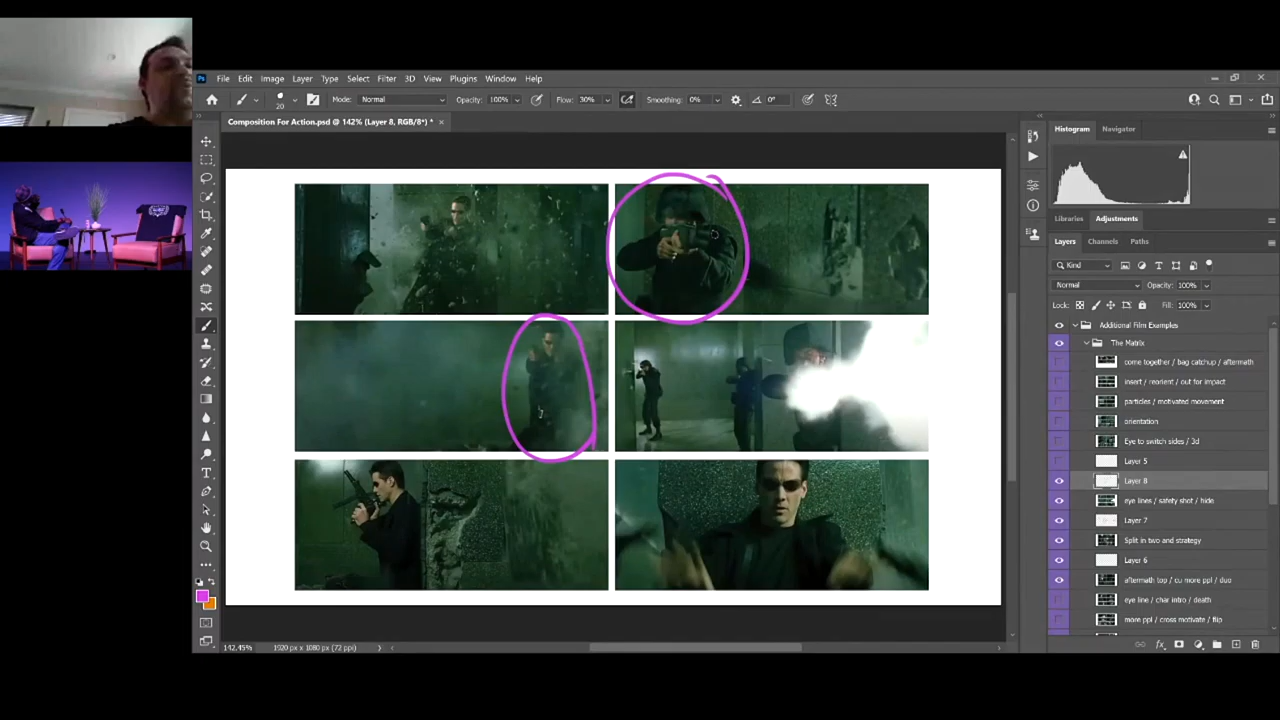 Ps File Edit Image Layer Type Select Filter 3D View Plugins Window Help
20 Mode: Normal Opacity: 100% Flow: 30% Smoothing: 0% 0°
Composition For Action.psd @ 142% (Layer 8, RGB/8*) *
Histogram Navigator
Libraries Adjustments
Layers Channels Paths
Kind
Normal Opacity: 100%
Lock: Fill: 100%
Additional Film Examples
The Matrix
come together / bag catchup / aftermath
insert / reorient / out for impact
particles / motivated movement
orientation
Eye to switch sides / 3d
Layer 5
Layer 8
eye lines / safety shot / hide
Layer 7
Split in two and strategy
Layer 6
aftermath top / cu more ppl / duo
eye line / char intro / death
more ppl / cross motivate / flip
142.45% 1920 px x 1080 px (72 ppi)
fx